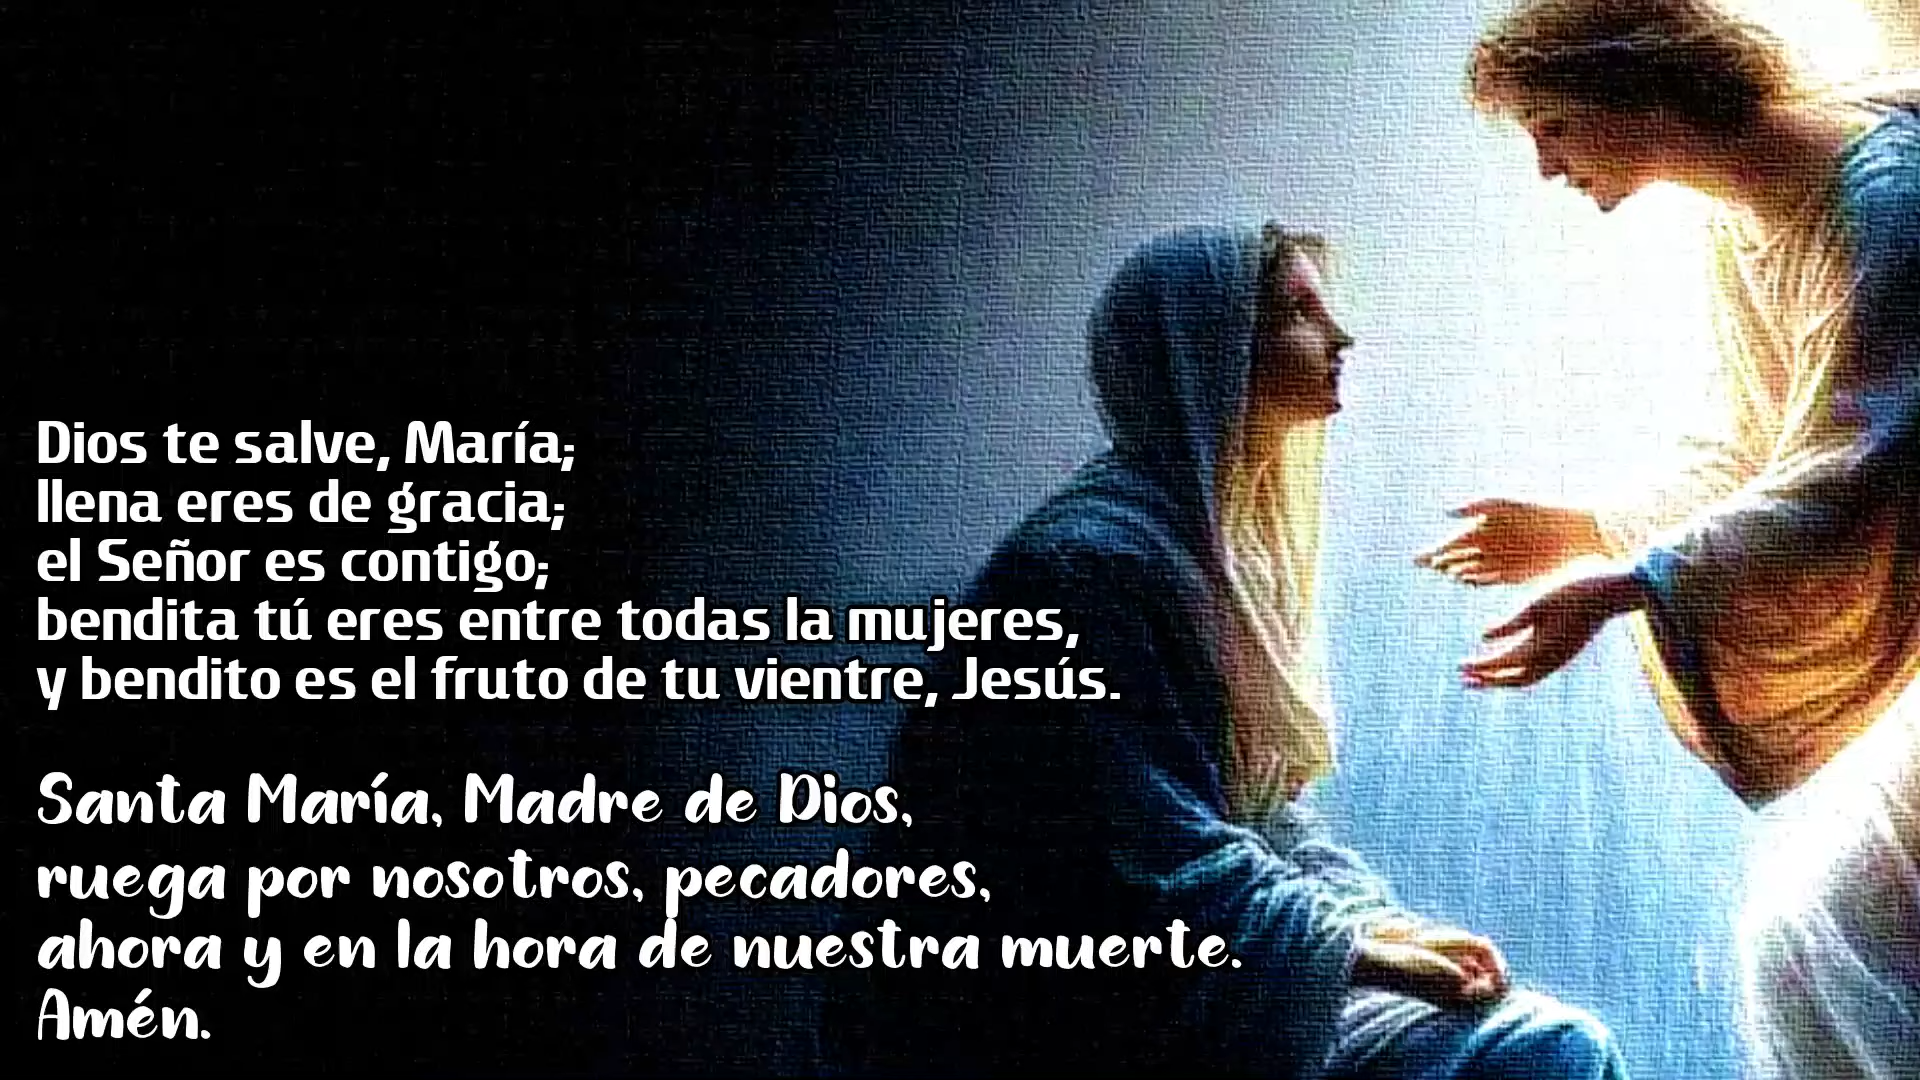 Dios te salve, María;
llena eres de gracia;
el Señor es contigo;
bendita tú eres entre todas la mujeres,
y bendito es el fruto de tu vientre, Jesús.
Santa María, Madre de Dios,
ruega por nosotros, pecadores,
ahora y en la hora de nuestra muerte.
Amén.